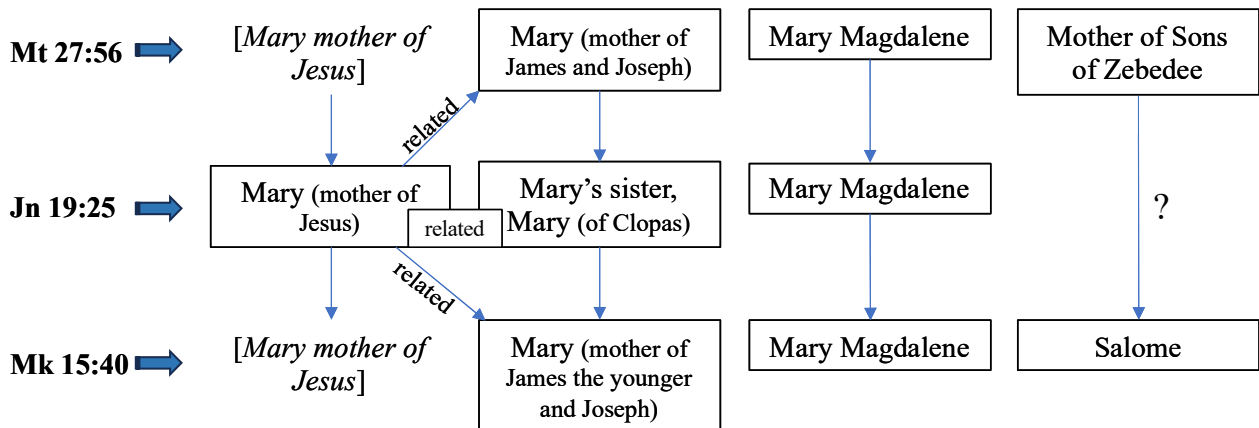 Mt 27:56
[Mary mother of
Jesus]
Mary (mother of
James and Joseph)
Mary Magdalene
Mother of Sons
of Zebedee
related
Jn 19:25
Mary (mother of
Jesus)
related
Mary’s sister,
Mary (of Clopas)
Mary Magdalene
?
related
Mk 15:40
[Mary mother of
Jesus]
Mary (mother of
James the younger
and Joseph)
Mary Magdalene
Salome